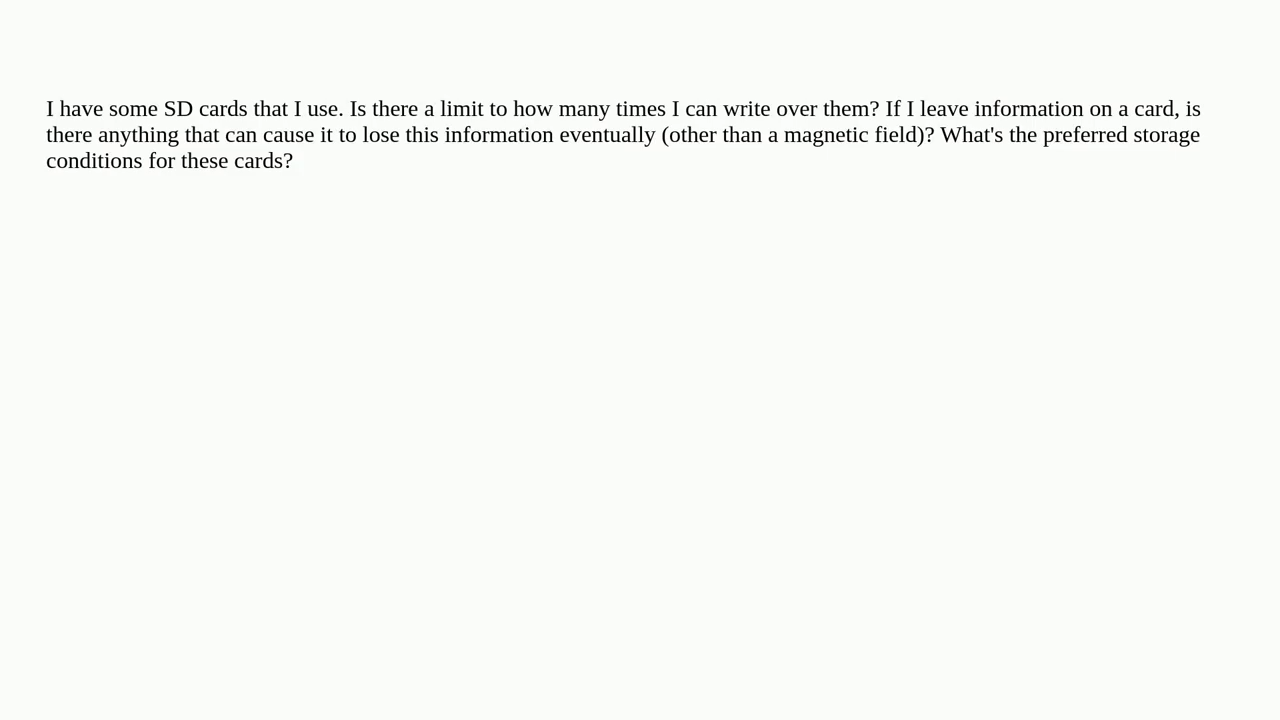 I have some SD cards that I use. Is there a limit to how many times I can write over them? If I leave information on a card, is
there anything that can cause it to lose this information eventually (other than a magnetic field)? What's the preferred storage
conditions for these cards?